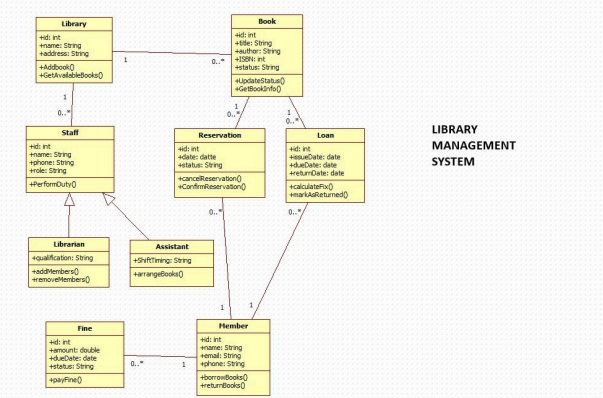 Library
+id: int
+name: String
+address: String
+Addbook()
+GetAvailableBooks()
Book
+id: int
+title: String
+author: String
+ISBN: int
+status: String
+UpdateStatus()
+GetBookInfo()
1
0..*
1
0..*
1
0..*
1
0..*
Staff
+id: int
+name: String
+phone: String
+role: String
+PerformDuty()
Reservation
+id: int
+date: datte
+status: String
+cancelReservation()
+ConfirmReservation()
Loan
+id: int
+issueDate: date
+dueDate: date
+returnDate: date
+calculateFix()
+markAsReturned()
LIBRARY
MANAGEMENT
SYSTEM
0..*
0..*
Librarian
+qualification: String
+addMembers()
+removeMembers()
Assistant
+ShiftTiming: String
+arrangeBooks()
1
1
Fine
+id: int
+amount: double
+dueDate: date
+status: String
+payFine()
0..*
1
Member
+id: int
+name: String
+email: String
+phone: String
+borrowBooks()
+returnBooks()